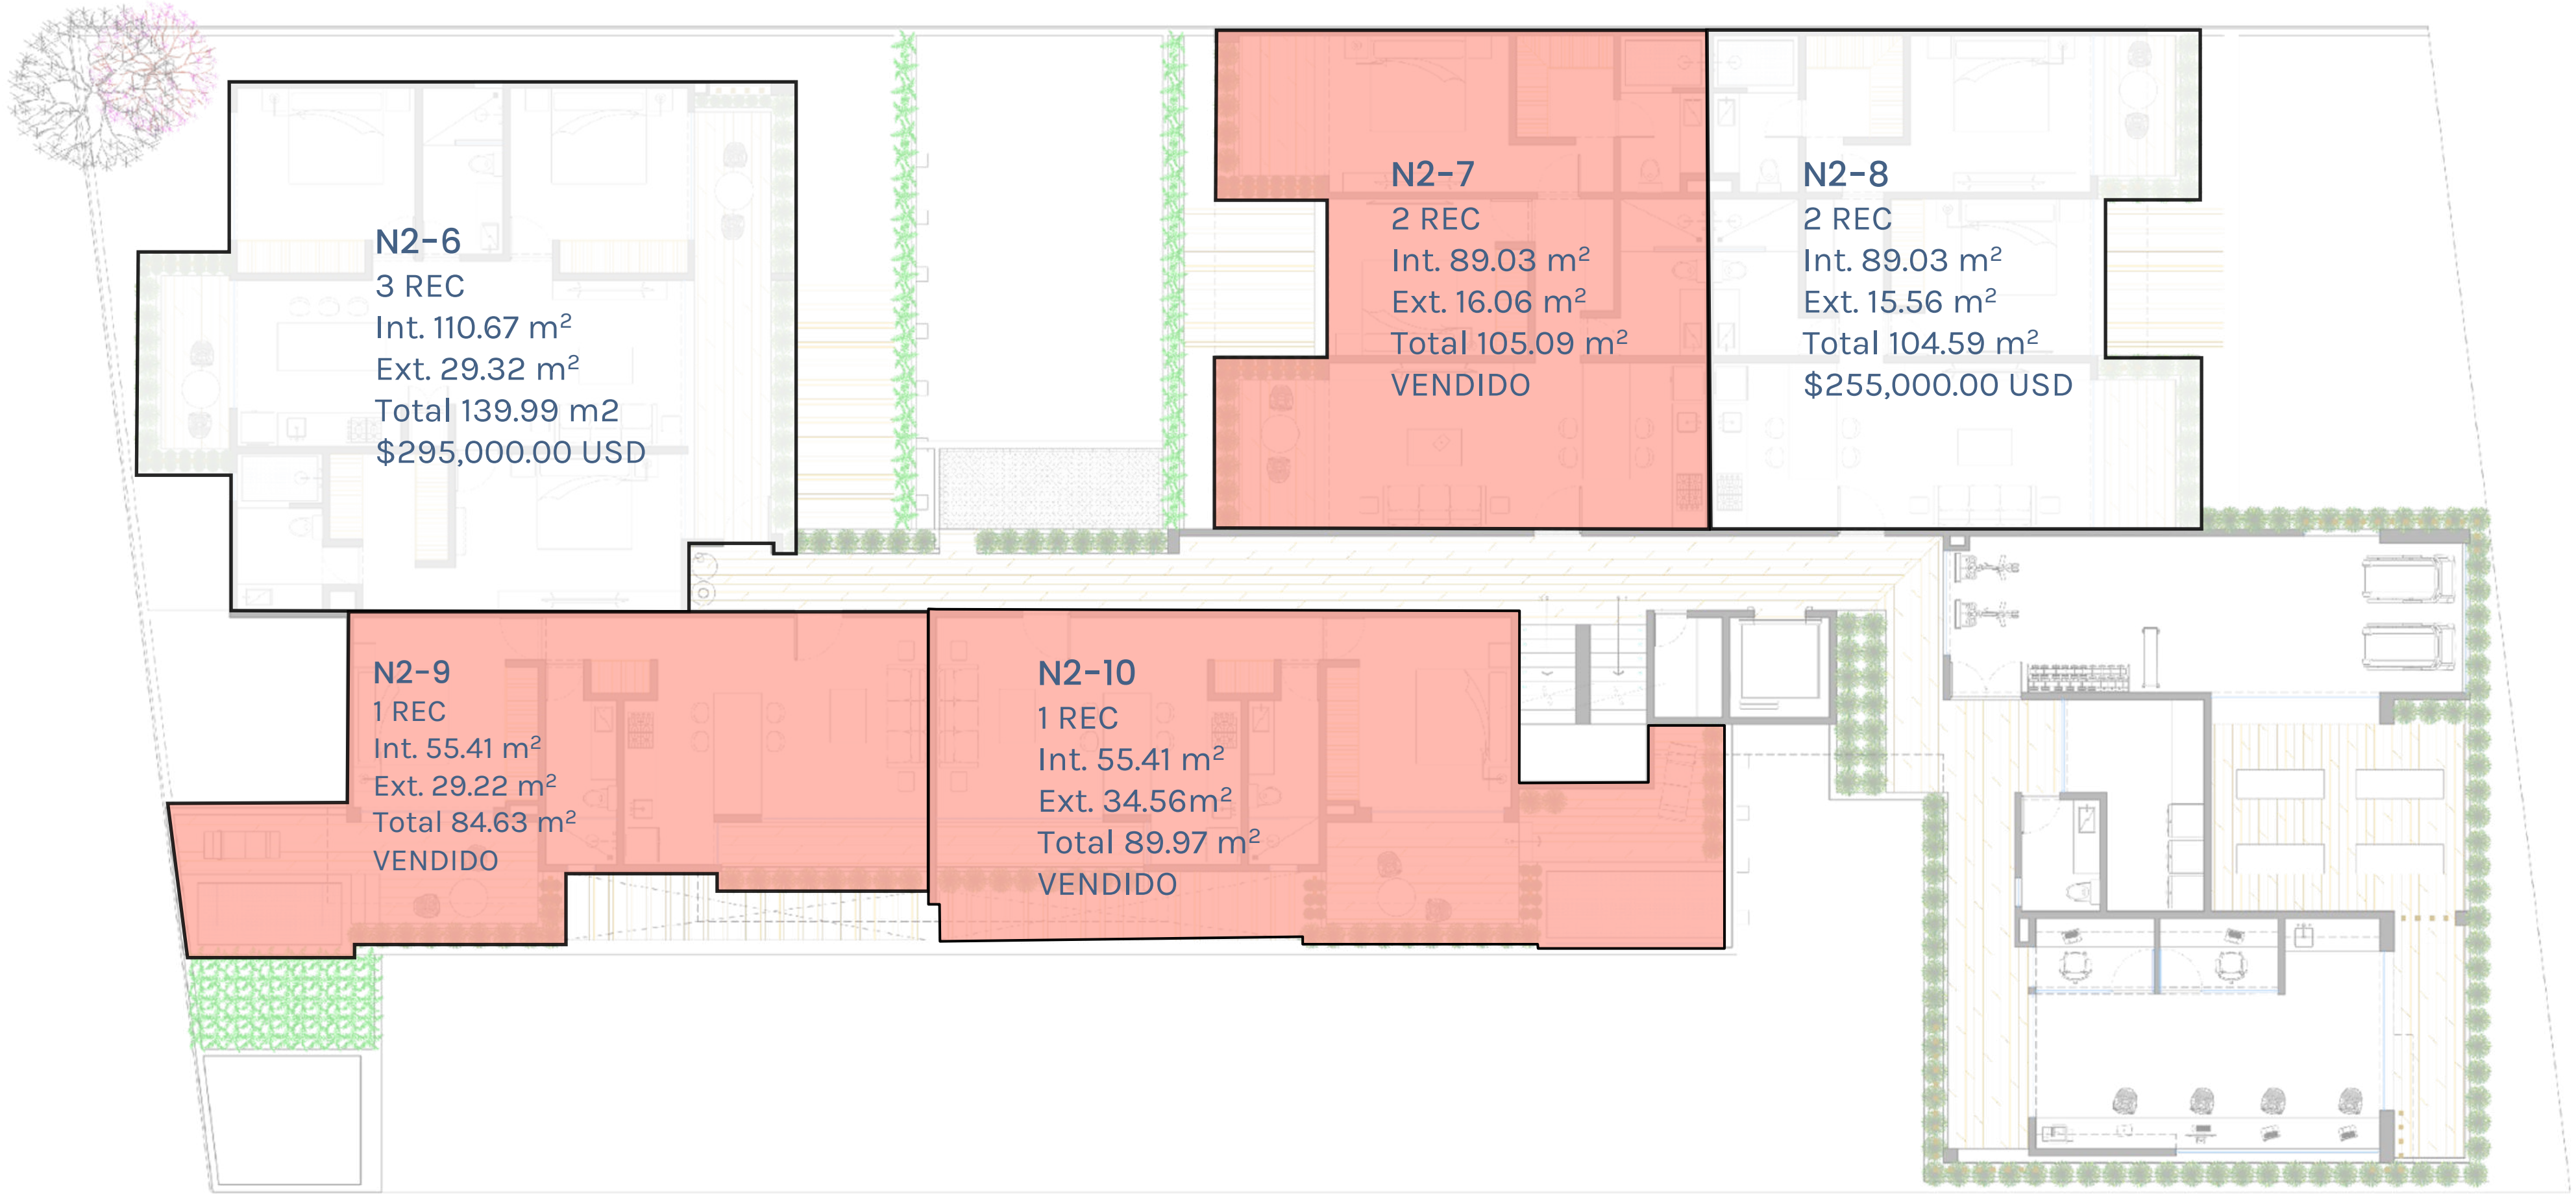 N2-6
3 REC
Int. 110.67 m²
Ext. 29.32 m²
Total 139.99 m2
$295,000.00 USD
N2-7
2 REC
Int. 89.03 m²
Ext. 16.06 m²
Total 105.09 m²
VENDIDO
N2-8
2 REC
Int. 89.03 m²
Ext. 15.56 m²
Total 104.59 m²
$255,000.00 USD
N2-9
1 REC
Int. 55.41 m²
Ext. 29.22 m²
Total 84.63 m²
VENDIDO
N2-10
1 REC
Int. 55.41 m²
Ext. 34.56m²
Total 89.97 m²
VENDIDO